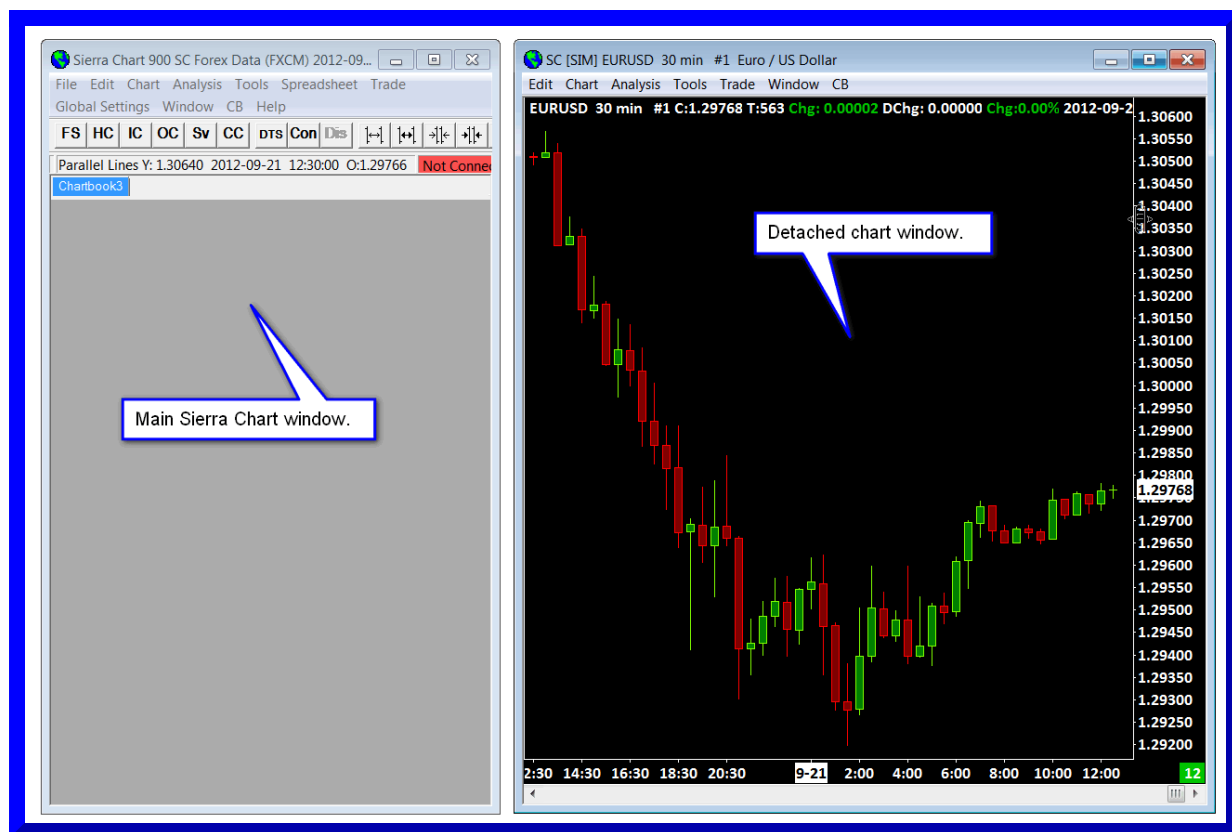 Sierra Chart 900 SC Forex Data (FXCM) 2012-09...
File Edit Chart Analysis Tools Spreadsheet Trade
Global Settings Window CB Help
FS HC IC OC Sv CC DTS Con Dis
Parallel Lines Y: 1.30640 2012-09-21 12:30:00 O:1.29766 Not Connec
Chartbook3
Main Sierra Chart window.
SC [SIM] EURUSD 30 min #1 Euro / US Dollar
Edit Chart Analysis Tools Trade Window CB
EURUSD 30 min #1 C:1.29768 T:563 Chg: 0.00002 DChg: 0.00000 Chg:0.00% 2012-09-2
Detached chart window.
1.30600
1.30550
1.30500
1.30450
1.30400
1.30350
1.30300
1.30250
1.30200
1.30150
1.30100
1.30050
1.30000
1.29950
1.29900
1.29850
1.29800
1.29768
1.29700
1.29650
1.29600
1.29550
1.29500
1.29450
1.29400
1.29350
1.29300
1.29250
1.29200
2:30 14:30 16:30 18:30 20:30 9-21 2:00 4:00 6:00 8:00 10:00 12:00 12